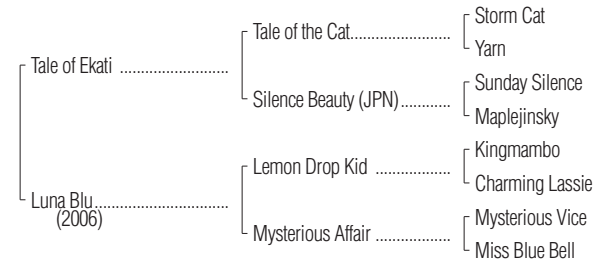 Storm Cat
Tale of the Cat......................
Yarn
Tale of Ekati ........................
Sunday Silence
Silence Beauty (JPN)...........
Maplejinsky
Kingmambo
Lemon Drop Kid .................
Charming Lassie
Luna Blu..............................
(2006)
Mysterious Vice
Mysterious Affair .................
Miss Blue Bell